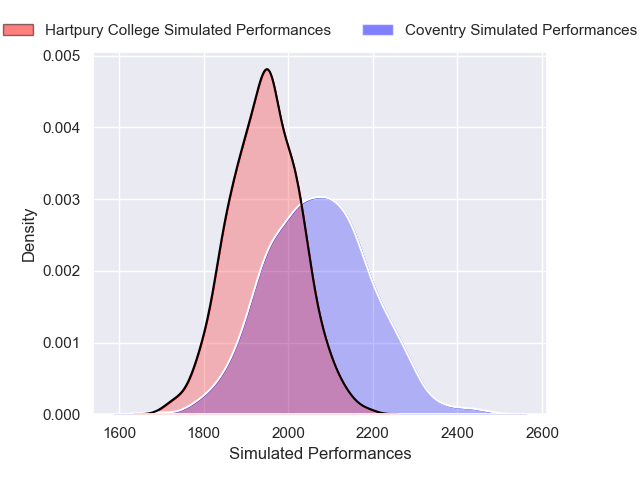 Hartpury College Simulated Performances
Coventry Simulated Performances
0.005
0.004
0.003
0.002
0.001
0.000
Density
1600 1800 2000 2200 2400 2600
Simulated Performances